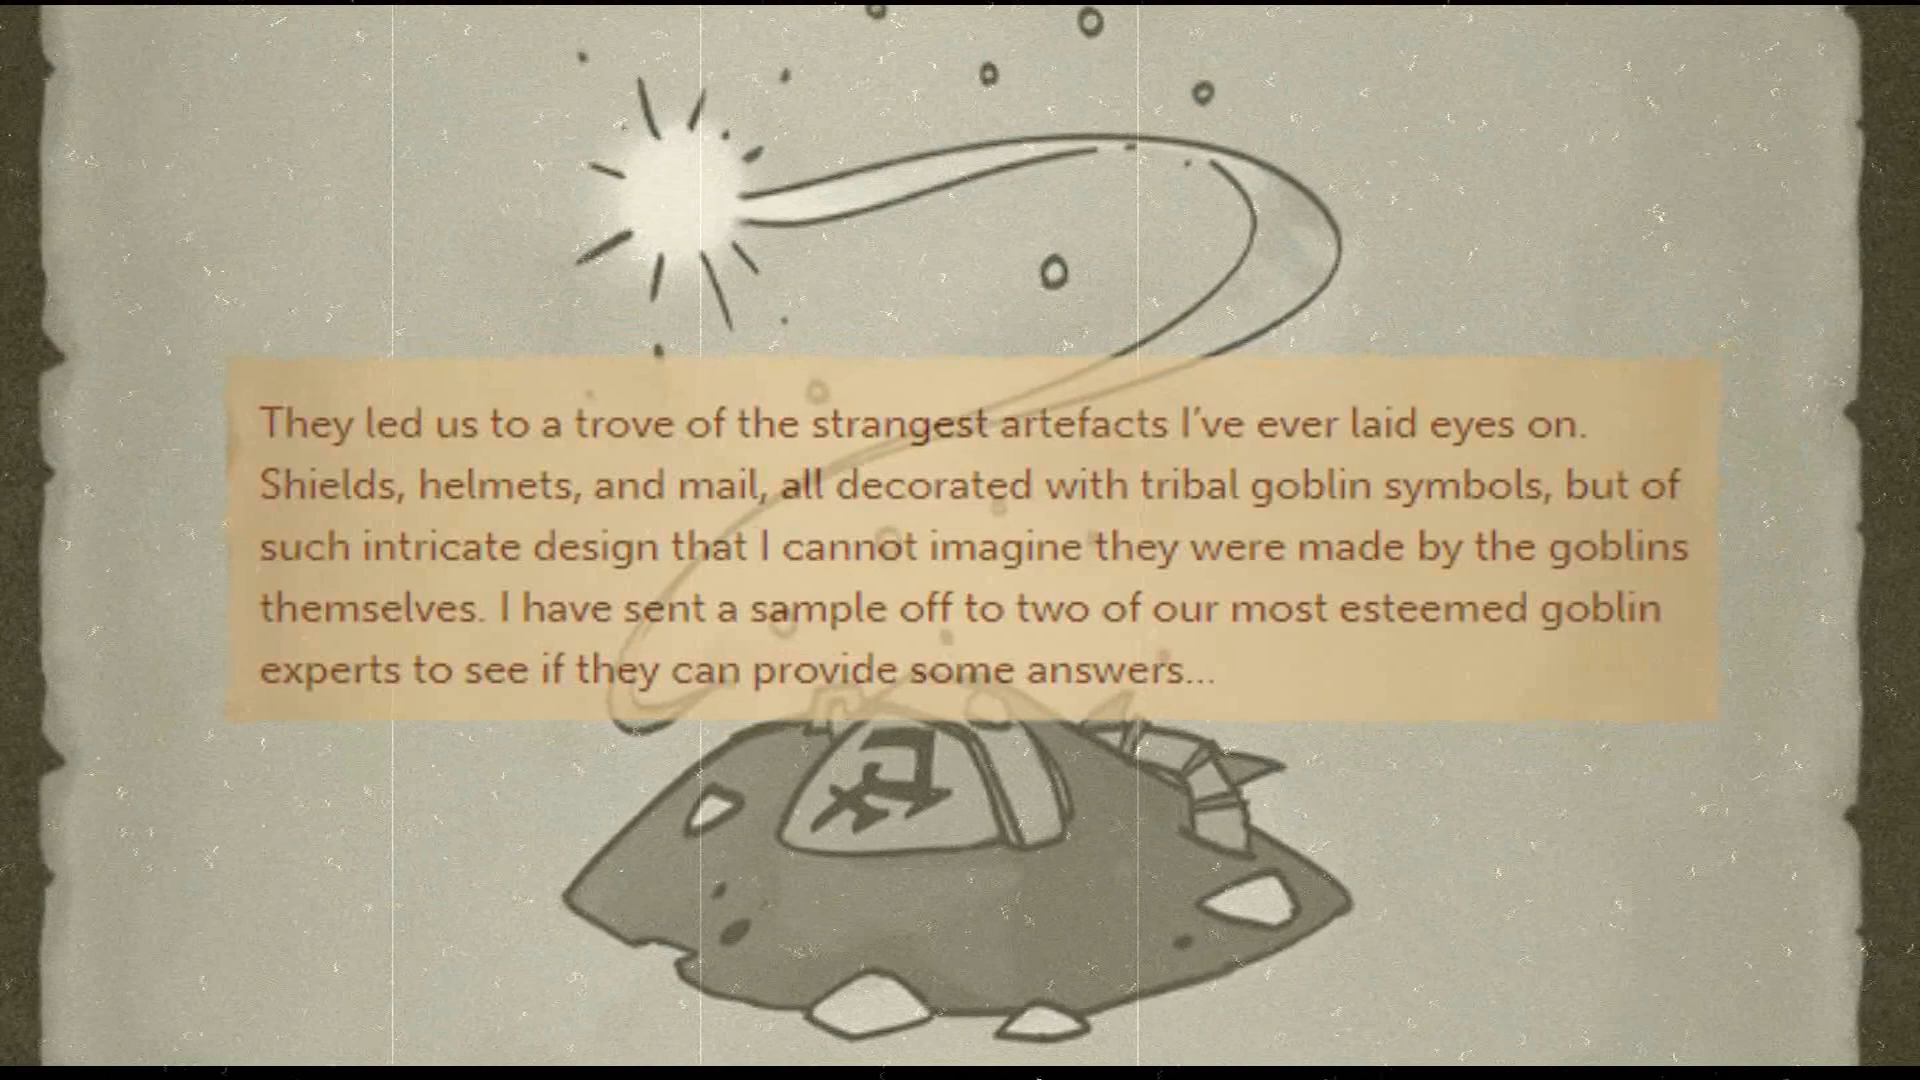 They led us to a trove of the strangest artefacts I've ever laid eyes on.
Shields, helmets, and mail, all decorated with tribal goblin symbols, but of
such intricate design that I cannot imagine they were made by the goblins
themselves. I have sent a sample off to two of our most esteemed goblin
experts to see if they can provide some answers...